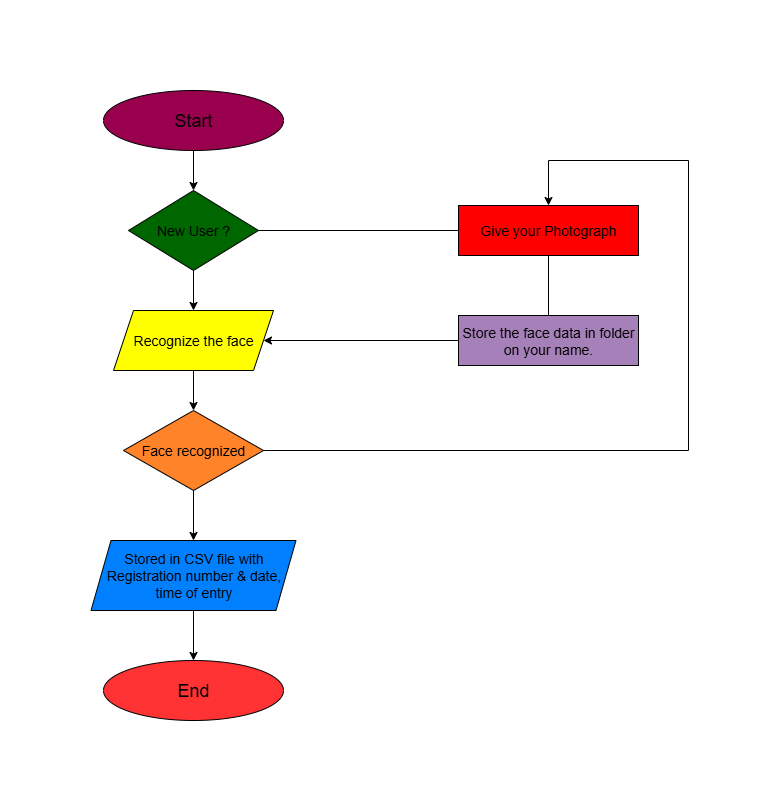 Start
New User ?
Give your Photograph
Recognize the face
Store the face data in folder
on your name.
Face recognized
Stored in CSV file with
Registration number & date,
time of entry
End